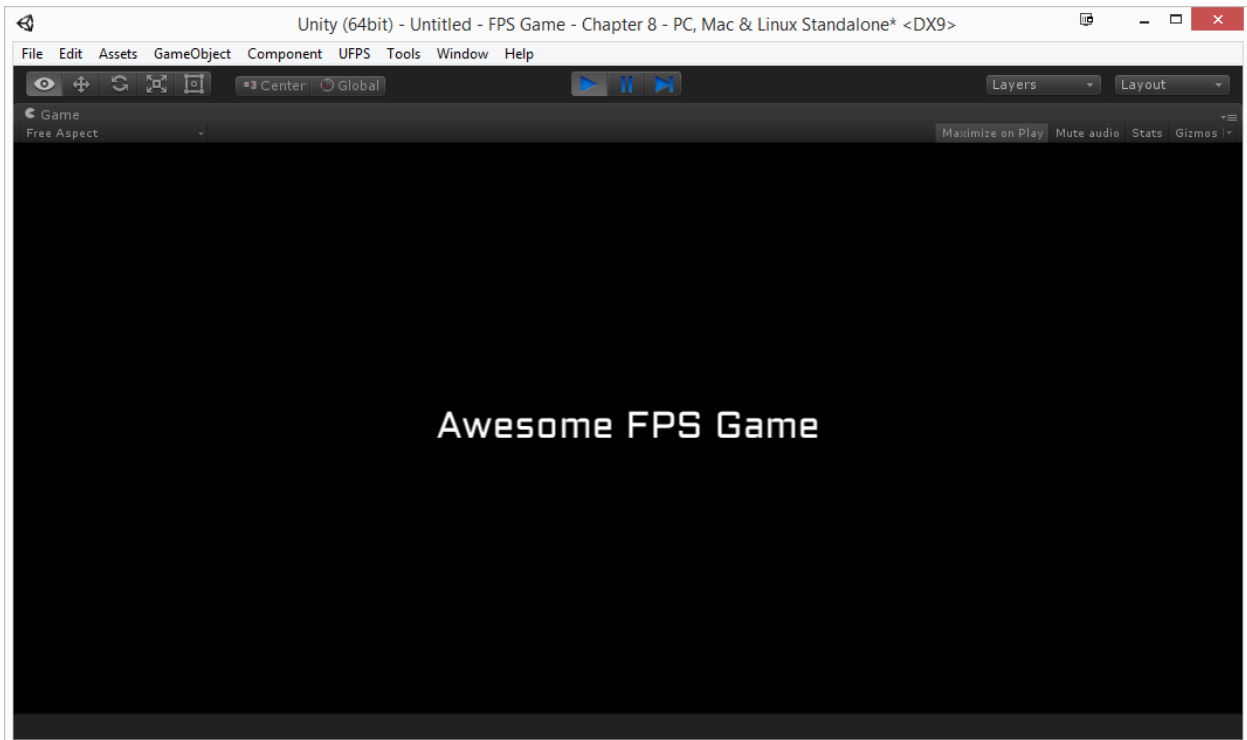 Unity (64bit) - Untitled - FPS Game - Chapter 8 - PC, Mac & Linux Standalone* <DX9>
File Edit Assets GameObject Component UFPS Tools Window Help
Center Global Layers Layout
Game
Free Aspect Maximize on Play Mute audio Stats Gizmos
Awesome FPS Game